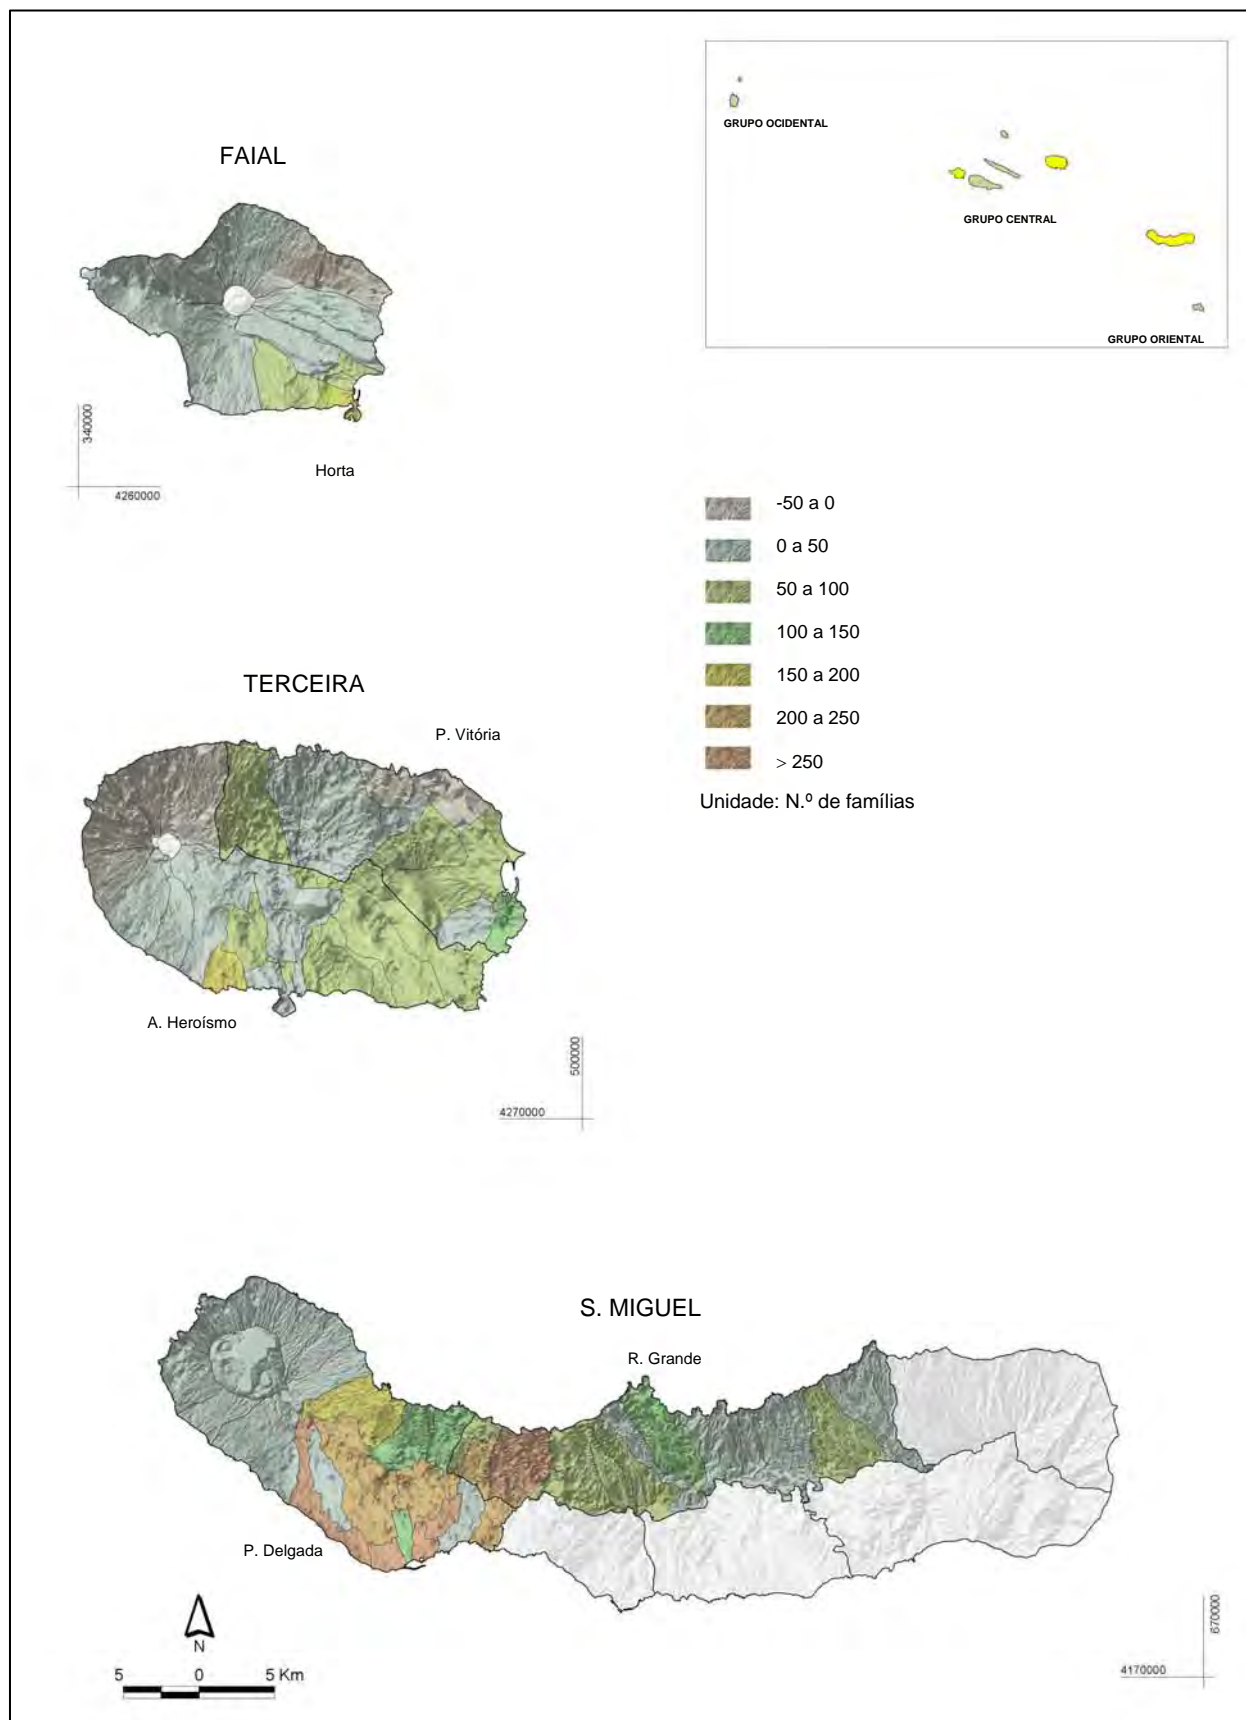 GRUPO OCIDENTAL
GRUPO CENTRAL
GRUPO ORIENTAL
FAIAL
340000
4260000
Horta
-50 a 0
0 a 50
50 a 100
100 a 150
150 a 200
200 a 250
> 250
Unidade: N.º de famílias
TERCEIRA
P. Vitória
A. Heroísmo
500000
4270000
S. MIGUEL
R. Grande
P. Delgada
N
5 0 5 Km
670000
4170000